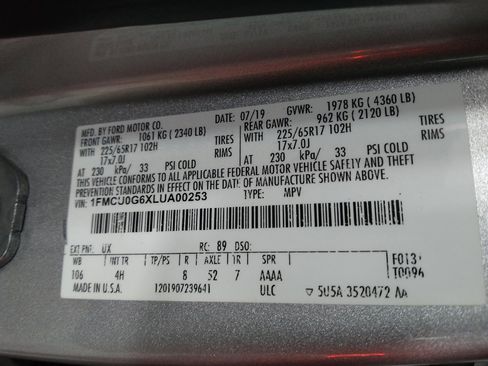 MFD. BY FORD MOTOR CO. 07/19 GVWR: 1978 KG ( 4360 LB)
FRONT GAWR: 1061 KG ( 2340 LB) REAR GAWR: 962 KG ( 2120 LB)
WITH 225/65R17 102H TIRES WITH 225/65R17 102H TIRES
17x7.0J 17x7.0J
AT 230 kPa/ 33 PSI COLD AT 230 kPa/ 33 PSI COLD
CONFORMS TO ALL APPLICABLE FEDERAL MOTOR VEHICLE SAFETY AND THEFT
PREVENTION STANDARDS IN EFFECT ON THE DATE OF MANUFACTURE SHOWN ABOVE.
VIN: 1FMCU0G6XLUA00253 TYPE: MPV
EXT PNT: UX RC: 89 DSO:
WB INT TR TP/PS R AXLE TR SPR
106 4H 8 52 7 AAAA
MADE IN U.S.A. 1201907239641 ULC
T0096
5U5A 3520472 AA